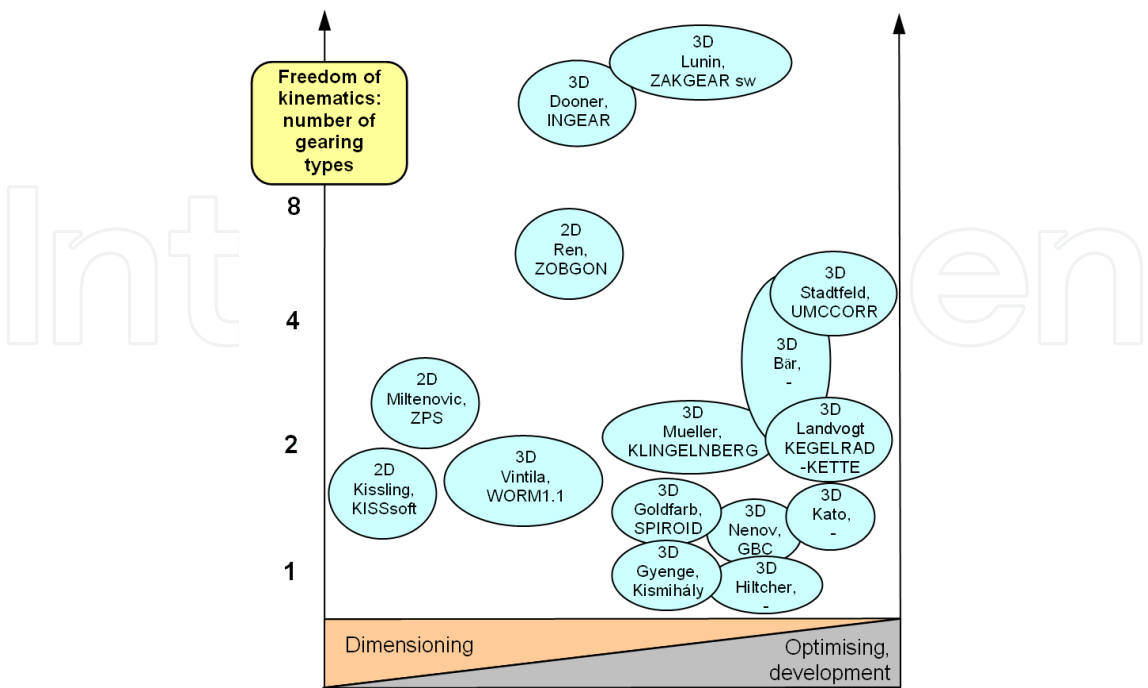 3D
Lunin,
ZAKGEAR sw
Freedom of
kinematics:
number of
gearing
types
3D
Dooner,
INGEAR
8
2D
Ren,
ZOBGON
3D
Stadtfeld,
UMCCORR
4
3D
Bär,
-
2D
Miltenovic,
ZPS
3D
Mueller,
KLINGELNBERG
3D
Landvogt
KEGELRAD
-KETTE
2
2D
Kissling,
KISSsoft
3D
Vintila,
WORM1.1
3D
Goldfarb,
SPIROID
3D
Nenov,
GBC
3D
Kato,
-
1
3D
Gyenge,
Kismihály
3D
Hiltcher,
-
Dimensioning
Optimising,
development